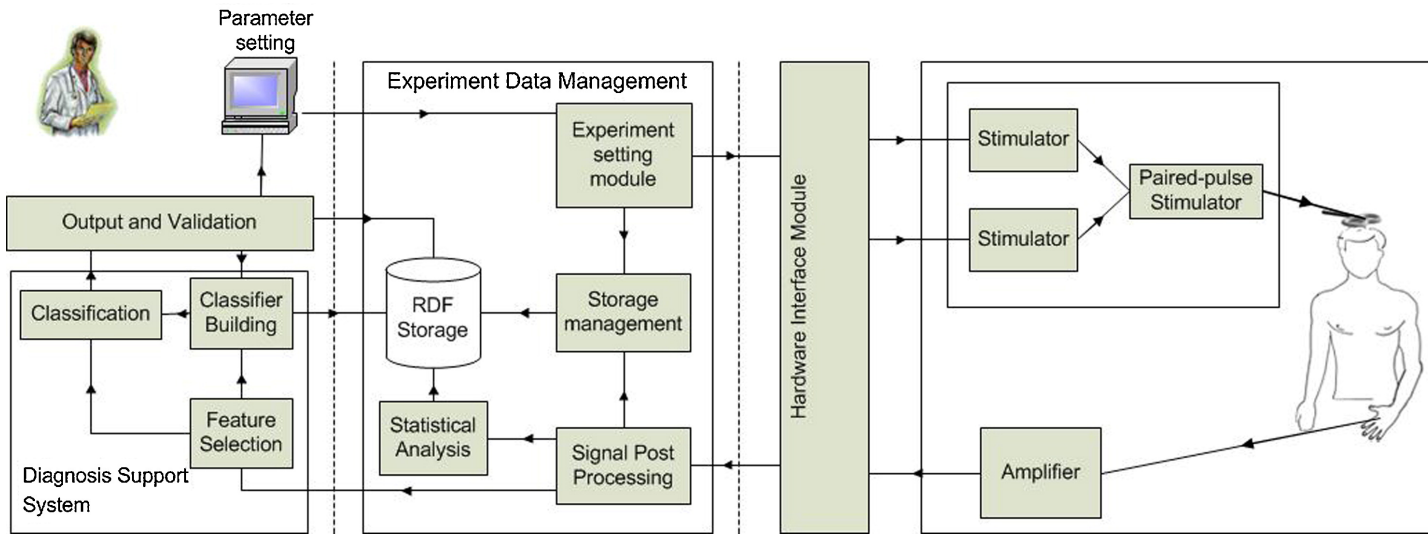 Parameter
setting
Experiment Data Management
Experiment
setting
module
Stimulator
Paired-pulse
Stimulator
Output and Validation
Stimulator
Hardware Interface Module
Classification
Classifier
Building
RDF
Storage
Storage
management
Feature
Selection
Statistical
Analysis
Signal Post
Processing
Amplifier
Diagnosis Support
System